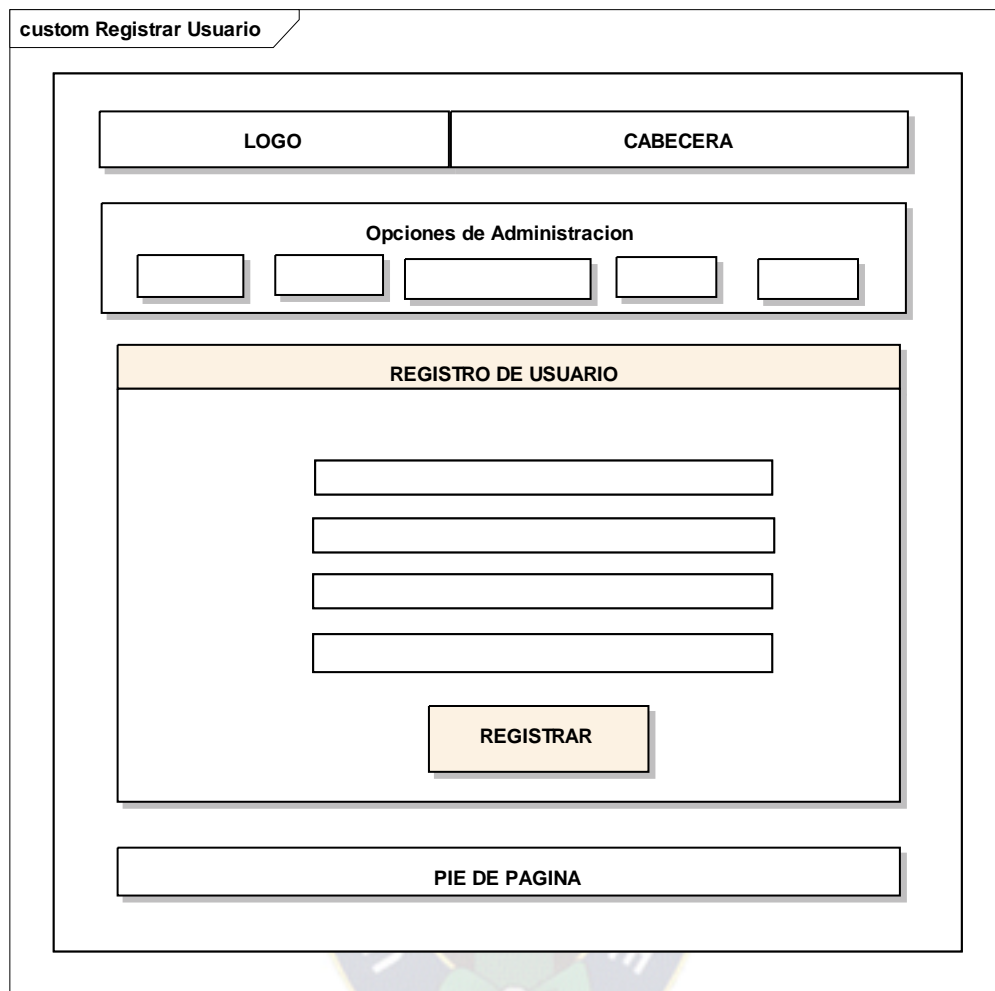 custom Registrar Usuario
LOGO
CABECERA
Opciones de Administracion
REGISTRO DE USUARIO
REGISTRAR
PIE DE PAGINA